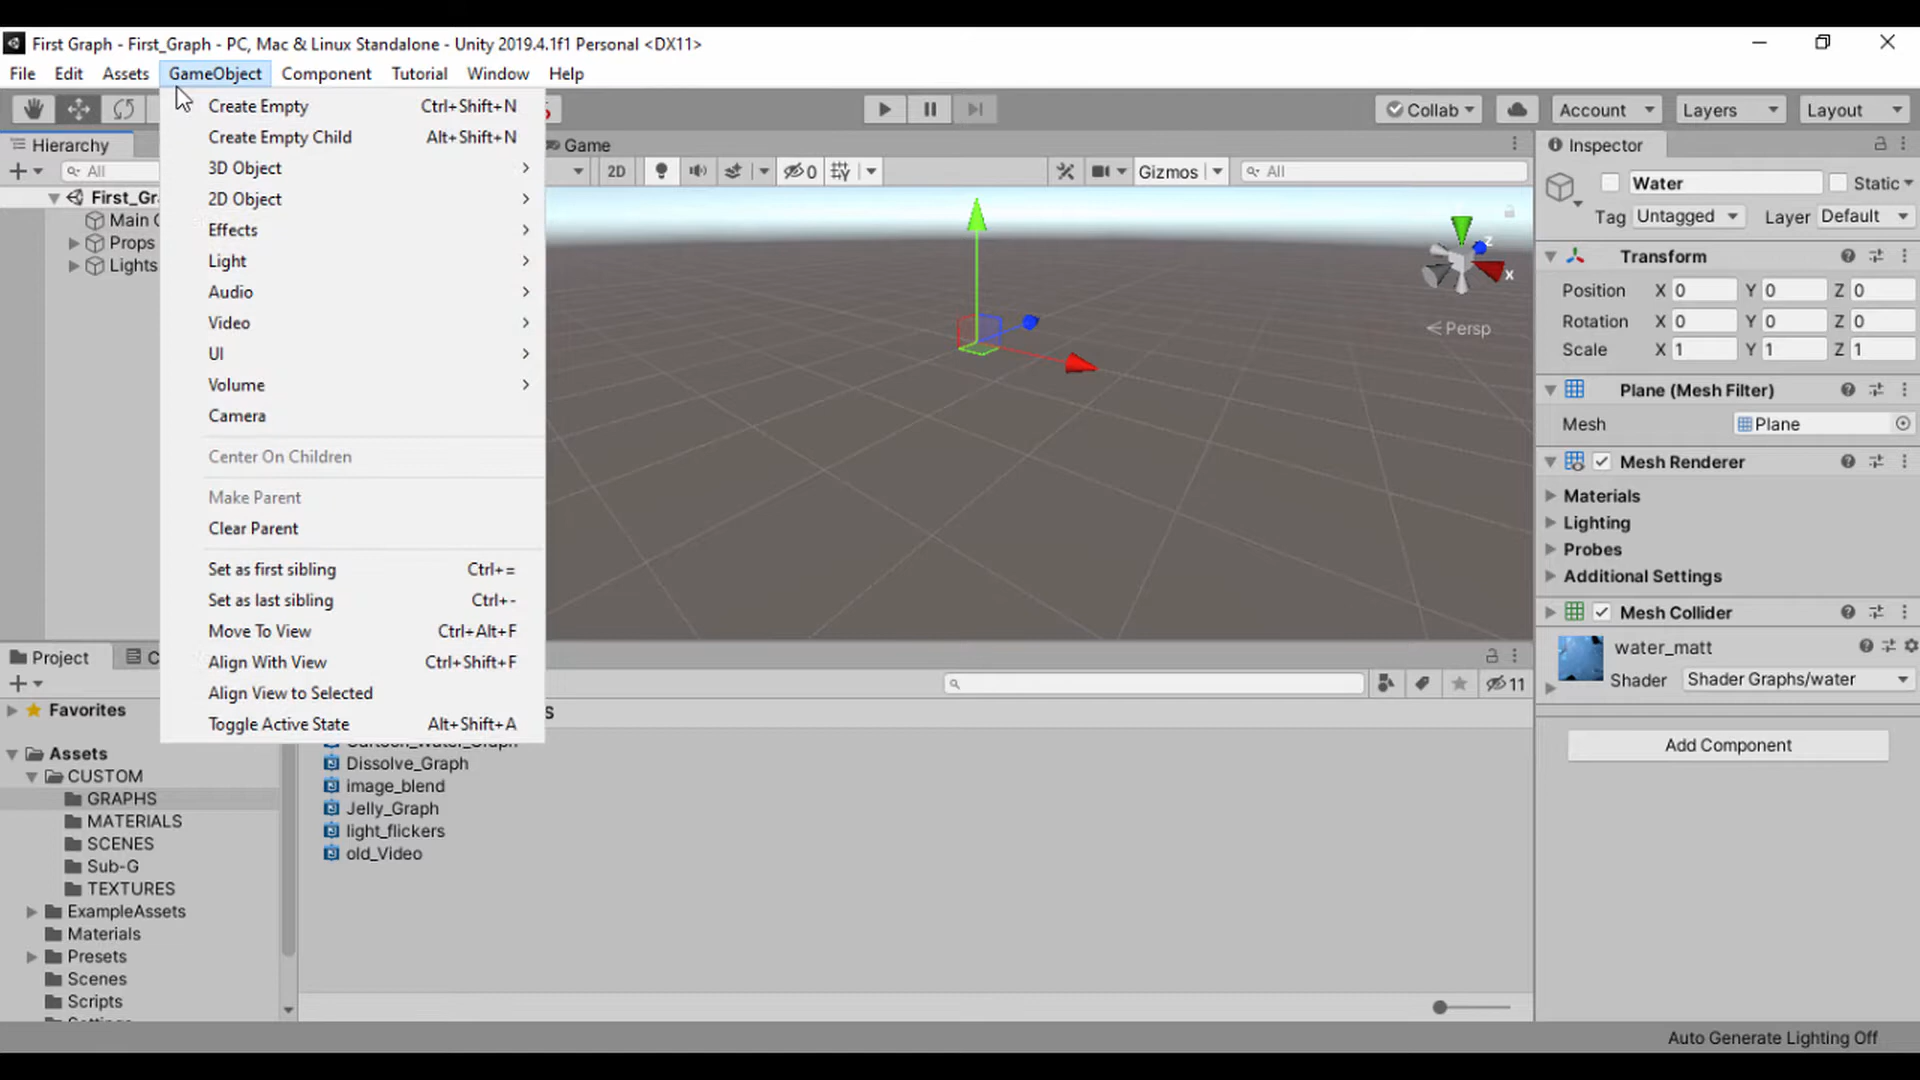 First Graph - First_Graph - PC, Mac & Linux Standalone - Unity 2019.4.1f1 Personal <DX11>
File Edit Assets GameObject Component Tutorial Window Help
Collab Account Layers Layout
Hierarchy
All
First_Gr
Main
Props
Lights
Create Empty Ctrl+Shift+N
Create Empty Child Alt+Shift+N
3D Object
2D Object
Effects
Light
Audio
Video
UI
Volume
Camera
Center On Children
Make Parent
Clear Parent
Set as first sibling Ctrl+=
Set as last sibling Ctrl+-
Move To View Ctrl+Alt+F
Align With View Ctrl+Shift+F
Align View to Selected
Toggle Active State Alt+Shift+A
Game
2D 0 Gizmos All
z
x
Persp
Inspector
Water Static
Tag Untagged Layer Default
Transform
Position X 0 Y 0 Z 0
Rotation X 0 Y 0 Z 0
Scale X 1 Y 1 Z 1
Plane (Mesh Filter)
Mesh Plane
Mesh Renderer
Materials
Lighting
Probes
Additional Settings
Mesh Collider
water_matt
Shader Shader Graphs/water
Add Component
Project
11
Favorites
Assets
CUSTOM
GRAPHS
MATERIALS
SCENES
Sub-G
TEXTURES
ExampleAssets
Materials
Presets
Scenes
Scripts
S
Cartoon_Water_Graph
Dissolve_Graph
image_blend
Jelly_Graph
light_flickers
old_Video
Auto Generate Lighting Off